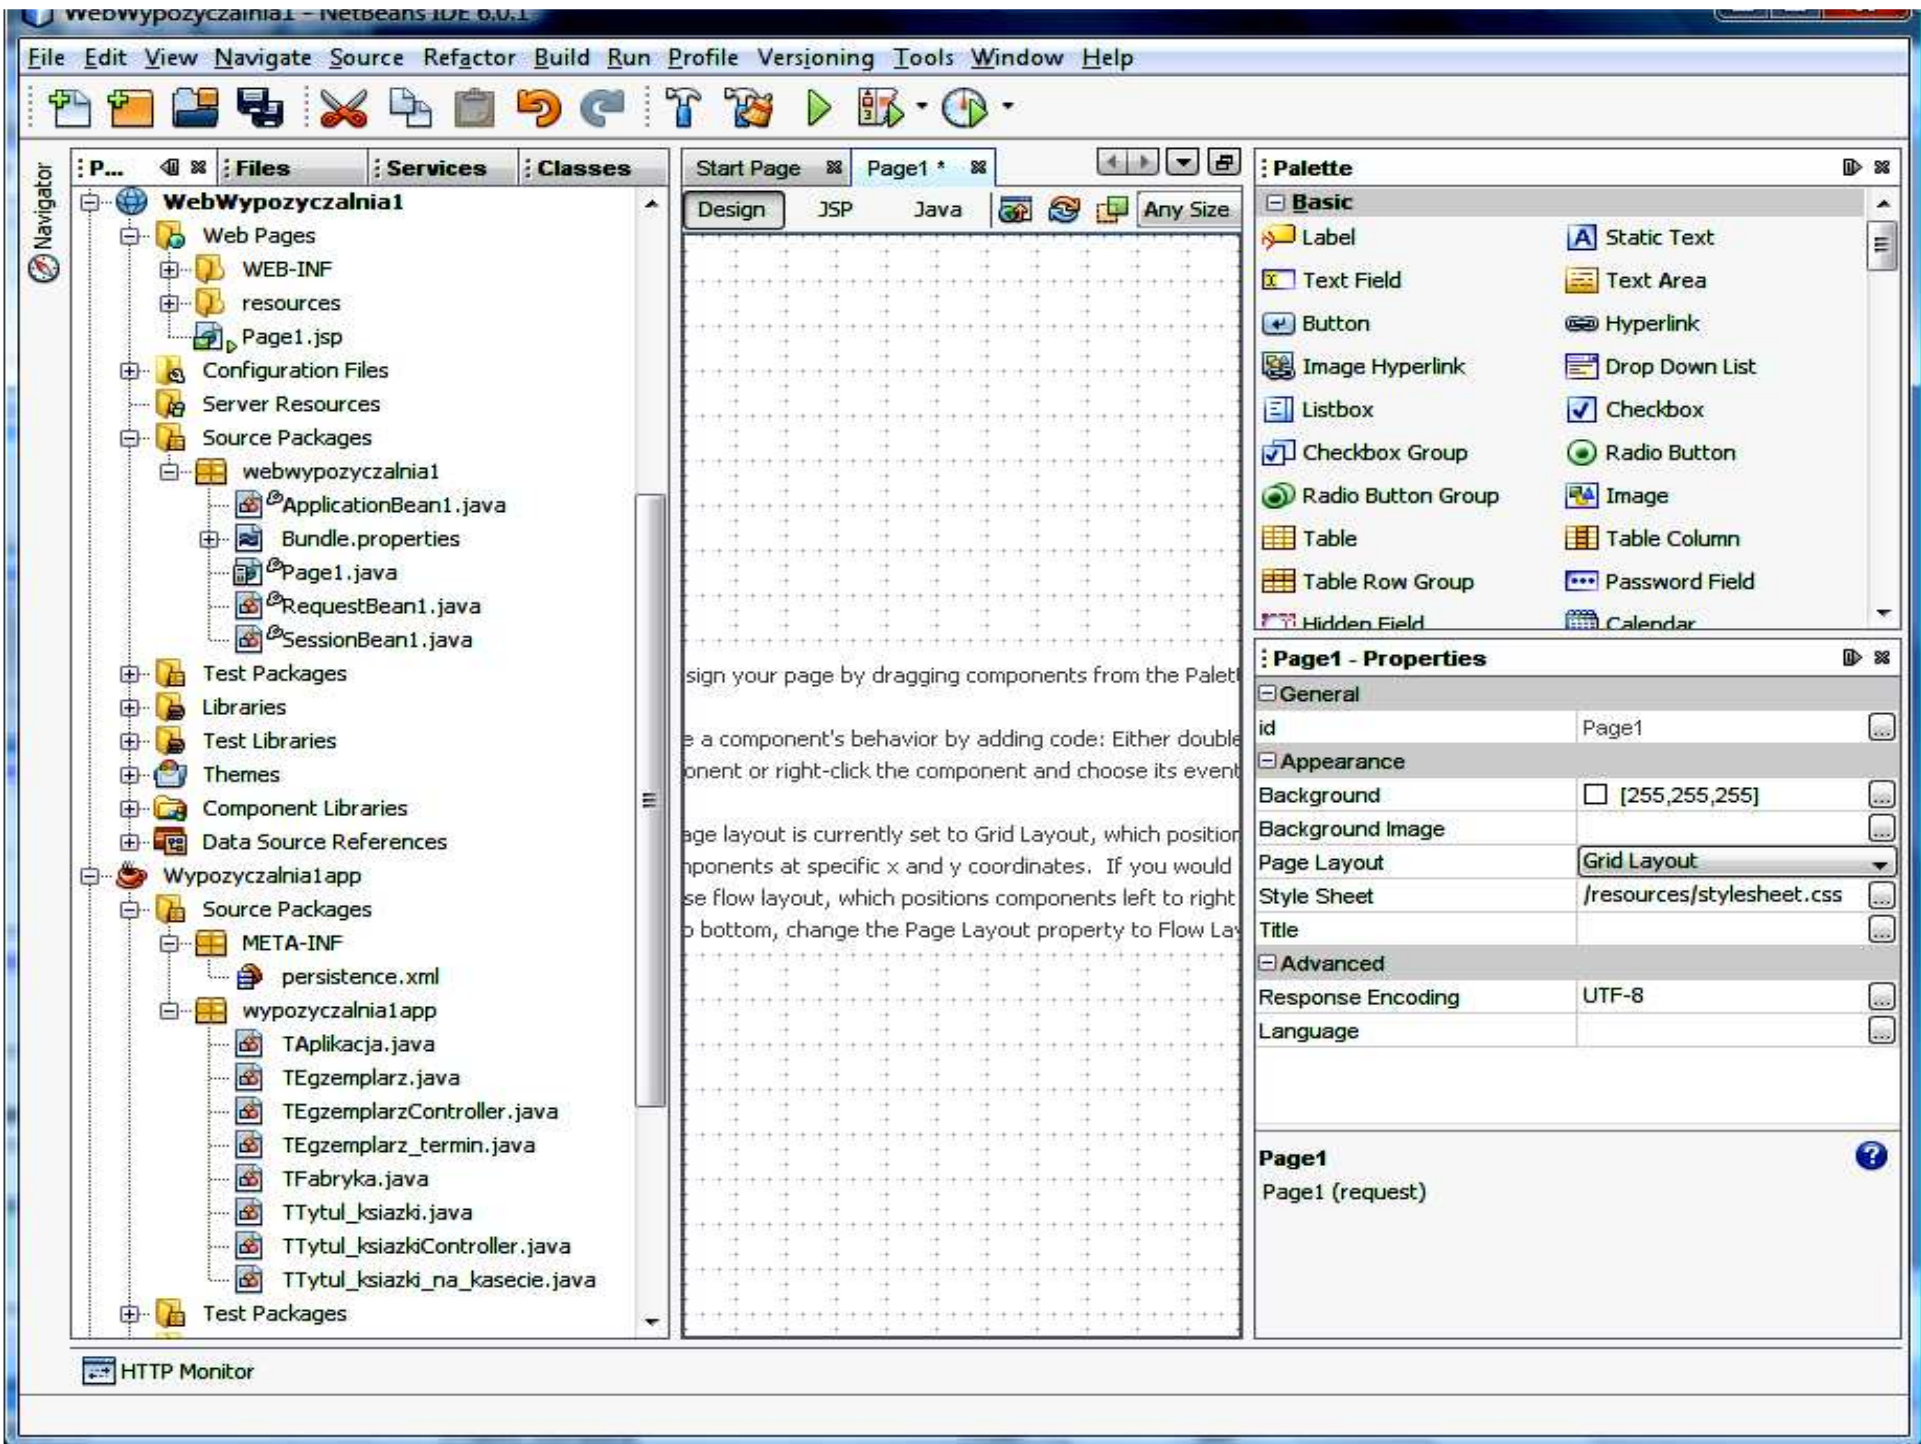 WebWypozyczalnia1 - NetBeans IDE 6.0.1
File Edit View Navigate Source Refactor Build Run Profile Versioning Tools Window Help
Navigator
P... Files Services Classes
WebWypozyczalnia1
Web Pages
WEB-INF
resources
Page1.jsp
Configuration Files
Server Resources
Source Packages
webwypozyczalnia1
ApplicationBean1.java
Bundle.properties
Page1.java
RequestBean1.java
SessionBean1.java
Test Packages
Libraries
Test Libraries
Themes
Component Libraries
Data Source References
Wypozyczalnia1app
Source Packages
META-INF
persistence.xml
wypozyczalnia1app
TAplikacja.java
TEgzemplarz.java
TEgzemplarzController.java
TEgzemplarz_termin.java
TFabryka.java
TTytul_ksiazki.java
TTytul_ksiazkiController.java
TTytul_ksiazki_na_kasecie.java
Test Packages
Start Page Page1 *
Design JSP Java Any Size
sign your page by dragging components from the Palett
e a component's behavior by adding code: Either double
onent or right-click the component and choose its event
age layout is currently set to Grid Layout, which position
nponents at specific x and y coordinates. If you would
se flow layout, which positions components left to right
o bottom, change the Page Layout property to Flow Lay
Palette
Basic
Label Static Text
Text Field Text Area
Button Hyperlink
Image Hyperlink Drop Down List
Listbox Checkbox
Checkbox Group Radio Button
Radio Button Group Image
Table Table Column
Table Row Group Password Field
Hidden Field Calendar
Page1 - Properties
General
id Page1 ...
Appearance
Background [255,255,255] ...
Background Image ...
Page Layout Grid Layout
Style Sheet /resources/stylesheet.css ...
Title ...
Advanced
Response Encoding UTF-8 ...
Language ...
Page1
Page1 (request)
HTTP Monitor